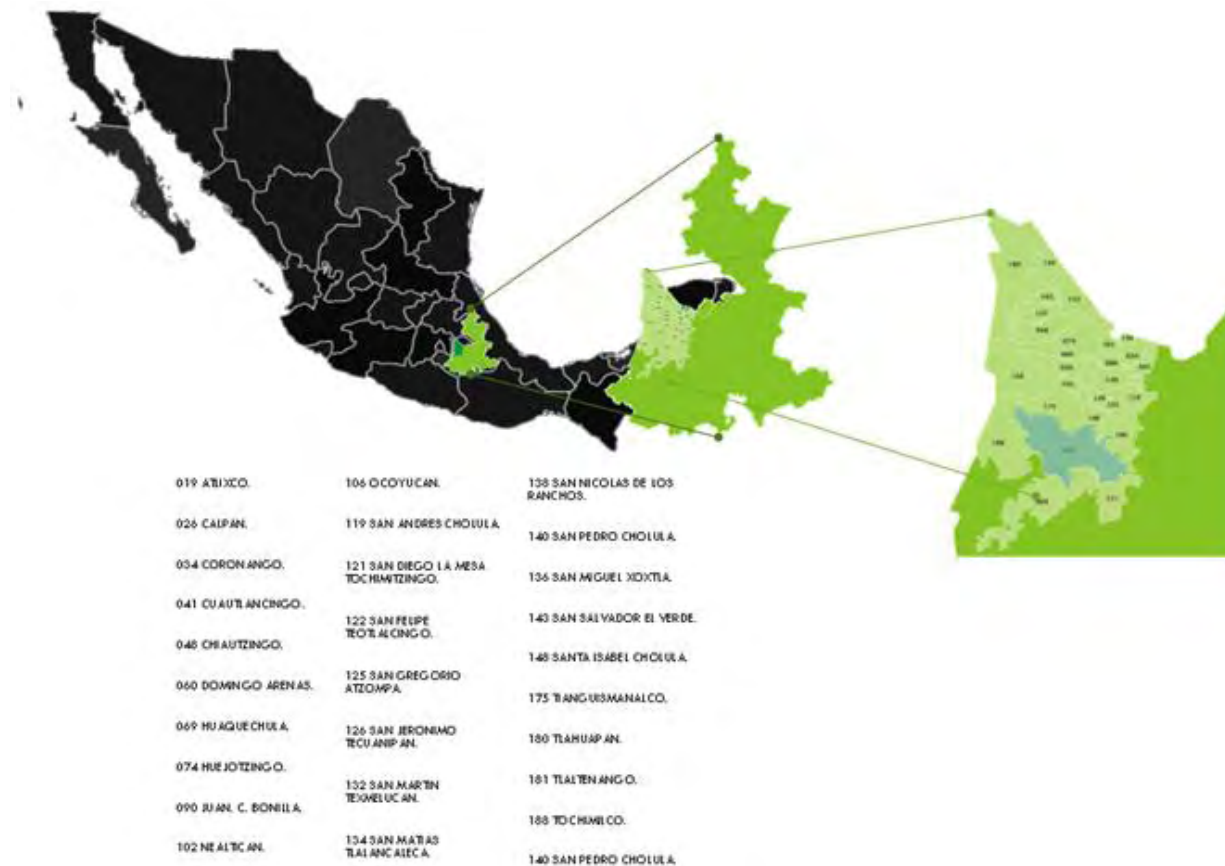 019 ATLIXCO.
026 CALPAN.
034 CORONANGO.
041 CUAUTLANCINGO.
048 CHIAUTZINGO.
060 DOMINGO ARENAS.
069 HUAQUECHULA.
074 HUEJOTZINGO.
090 JUAN. C. BONILLA.
102 NEALTICAN.
106 OCOYUCAN.
119 SAN ANDRES CHOLULA.
121 SAN DIEGO LA MESA
TOCHIMITZINGO.
122 SAN FELIPE
TEOTLALCINGO.
125 SAN GREGORIO
ATZOMPA.
126 SAN JERONIMO
TECUANIPAN.
132 SAN MARTIN
TEXMELUCAN.
134 SAN MATIAS
TLALANCALECA.
138 SAN NICOLAS DE LOS
RANCHOS.
140 SAN PEDRO CHOLULA.
136 SAN MIGUEL XOXTLA.
143 SAN SALVADOR EL VERDE.
148 SANTA ISABEL CHOLULA.
175 TIANGUISMANALCO.
180 TLAHUAPAN.
181 TLALTENANGO.
188 TOCHIMILCO.
140 SAN PEDRO CHOLULA.